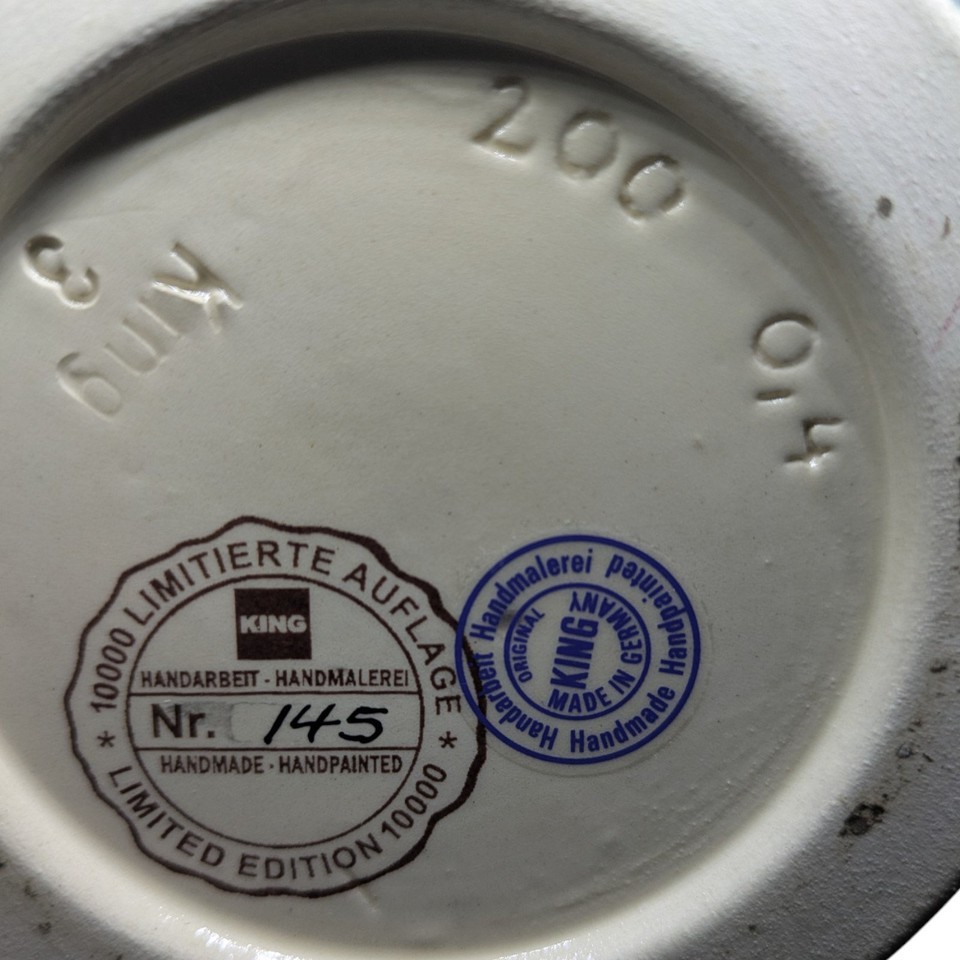 200
0,4
3
King
10000 LIMITIERTE AUFLAGE
KING
HANDARBEIT - HANDMALEREI
Nr. 145
HANDMADE - HANDPAINTED
LIMITED EDITION 10000
Handarbeit Handmalerei
Handpainted Handmade
ORIGINAL
KING
GERMANY
MADE IN GERMANY